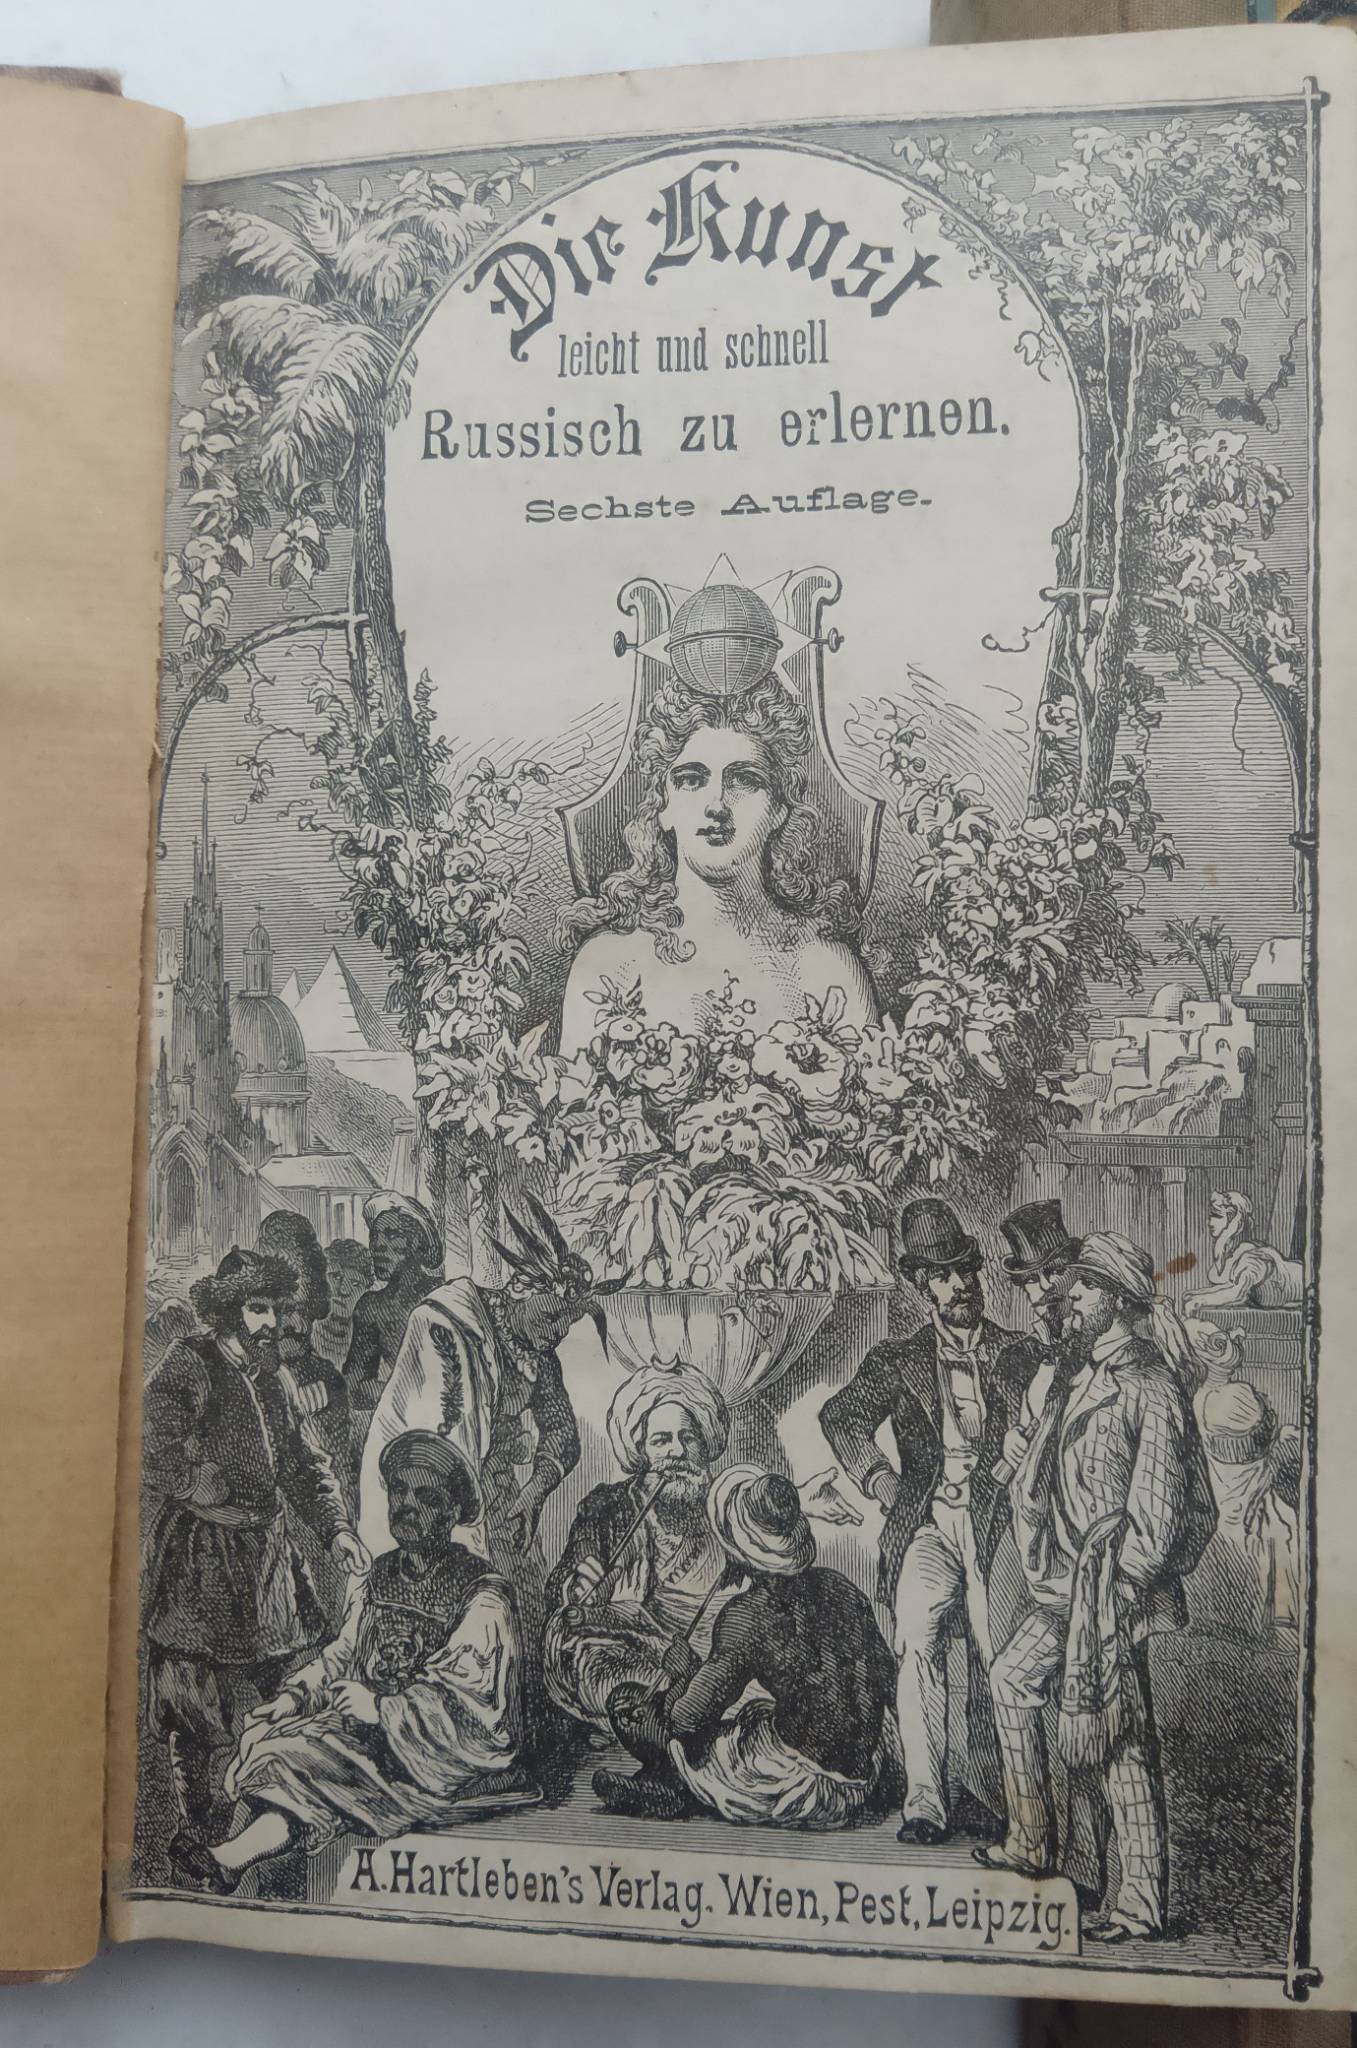 Die Kunst
leicht und schnell
Russisch zu erlernen.
Sechste Auflage.
A. Hartleben's Verlag. Wien, Pest, Leipzig.